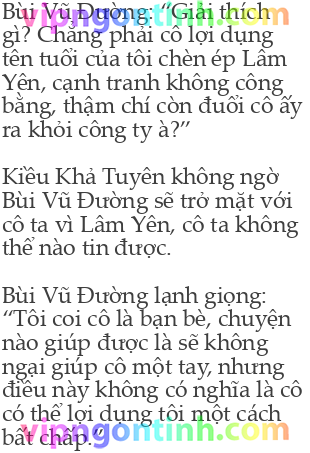 Bùi Vũ Đường: “Giải thích
gì? Chẳng phải cô lợi dụng
tên tuổi của tôi chèn ép Lâm
Yên, cạnh tranh không công
bằng, thậm chí còn đuổi cô ấy
ra khỏi công ty à?”
Kiều Khả Tuyên không ngờ
Bùi Vũ Đường sẽ trở mặt với
cô ta vì Lâm Yên, cô ta không
thể nào tin được.
Bùi Vũ Đường lạnh giọng:
“Tôi coi cô là bạn bè, chuyện
nào giúp được là sẽ không
ngại giúp cô một tay, nhưng
điều này không có nghĩa là cô
có thể lợi dụng tôi một cách
bất chấp.”
vipngontinh.com
vipngontinh.com